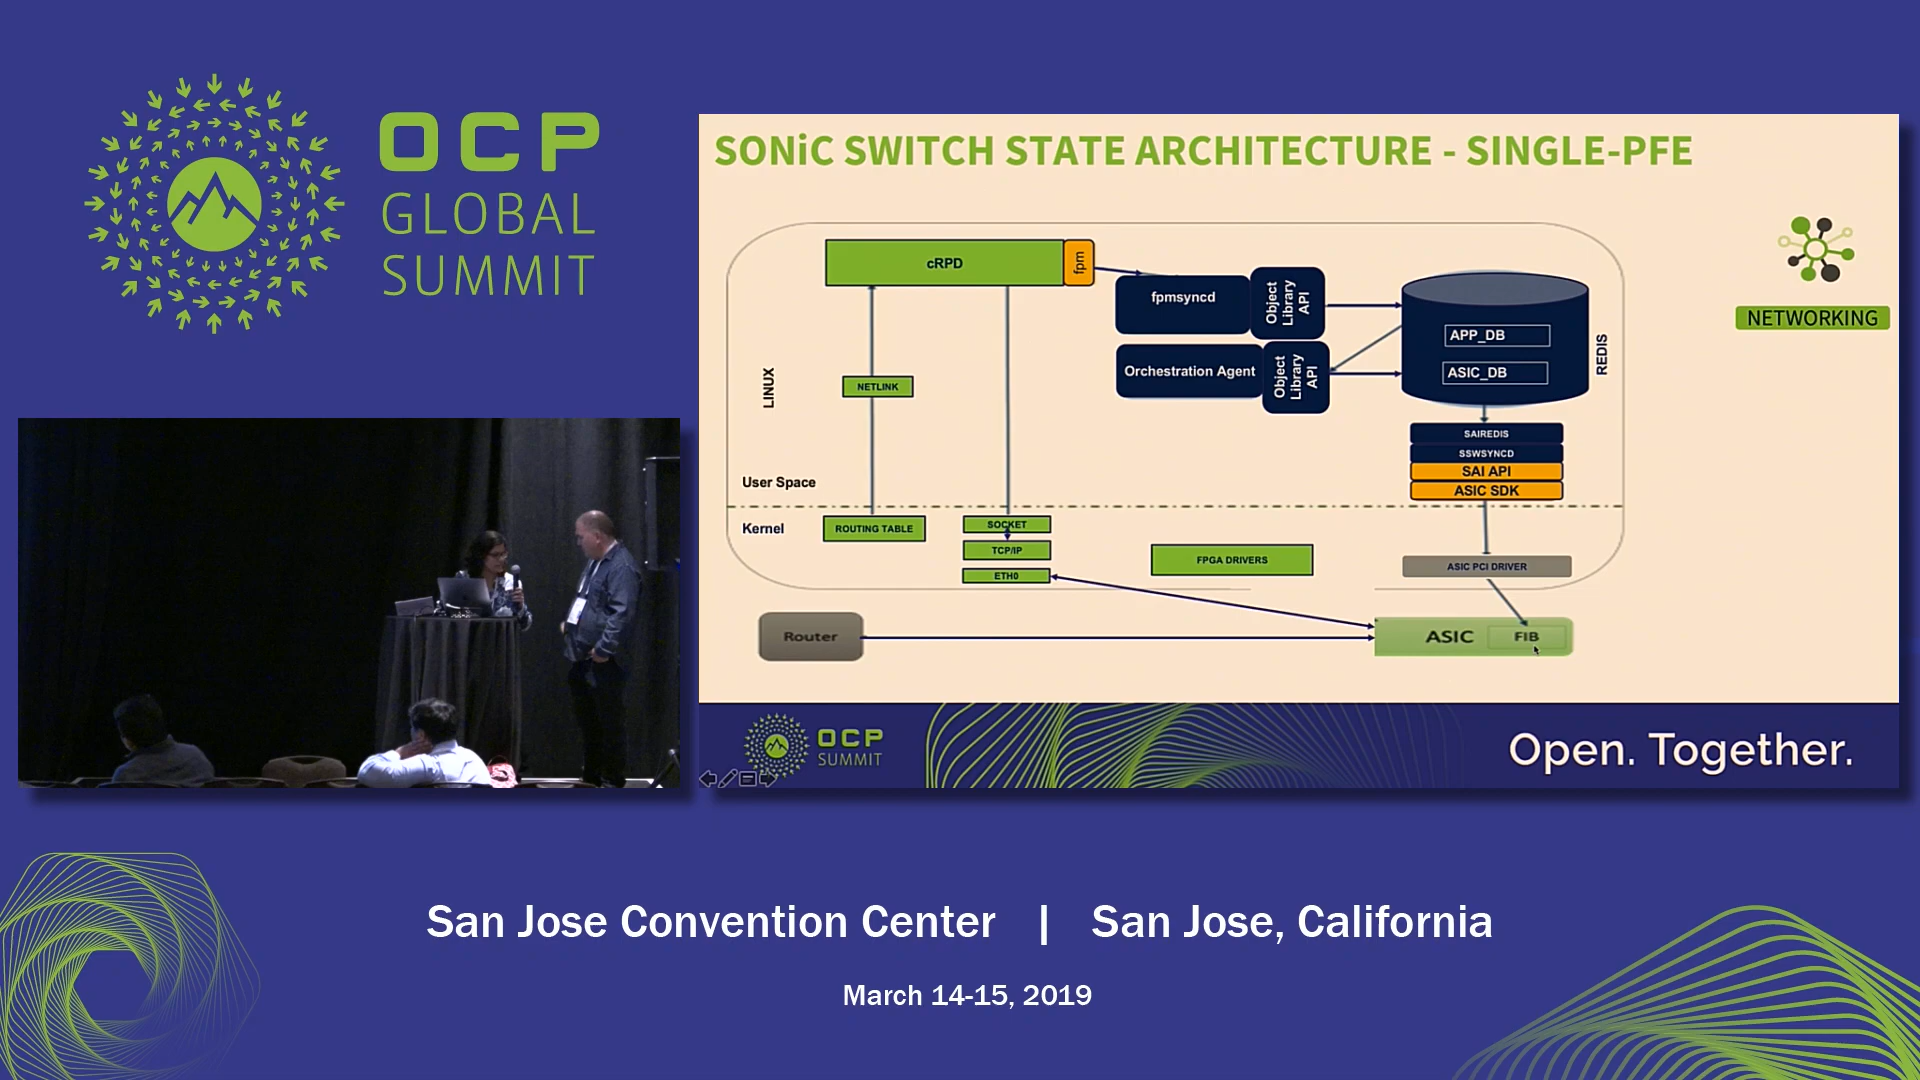 OCP
GLOBAL
SUMMIT
SONiC SWITCH STATE ARCHITECTURE - SINGLE-PFE
cRPD
fpm
fpmsyncd
Object
Library
API
Orchestration Agent
Object
Library
API
APP_DB
ASIC_DB
REDIS
NETWORKING
LINUX
NETLINK
SAIREDIS
SSWSYNCD
SAI API
ASIC SDK
User Space
Kernel
ROUTING TABLE
SOCKET
TCP/IP
ETH0
FPGA DRIVERS
ASIC PCI DRIVER
Router
ASIC
FIB
OCP
SUMMIT
Open. Together.
San Jose Convention Center | San Jose, California
March 14-15, 2019